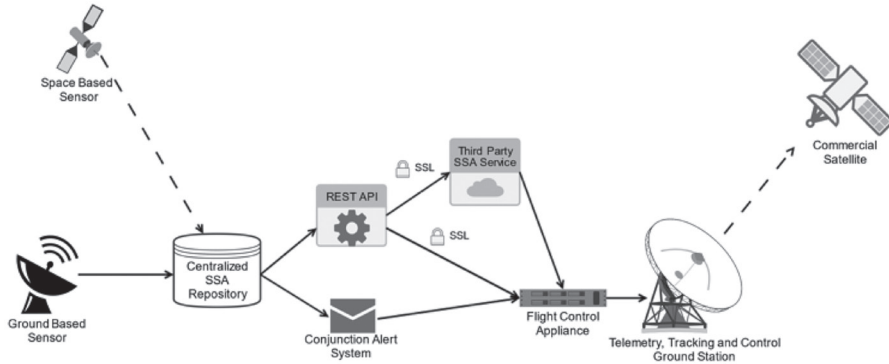 Space Based
Sensor
Ground Based
Sensor
Centralized
SSA
Repository
REST API
SSL
SSL
Third Party
SSA Service
Conjunction Alert
System
Flight Control
Appliance
Telemetry, Tracking and Control
Ground Station
Commercial
Satellite